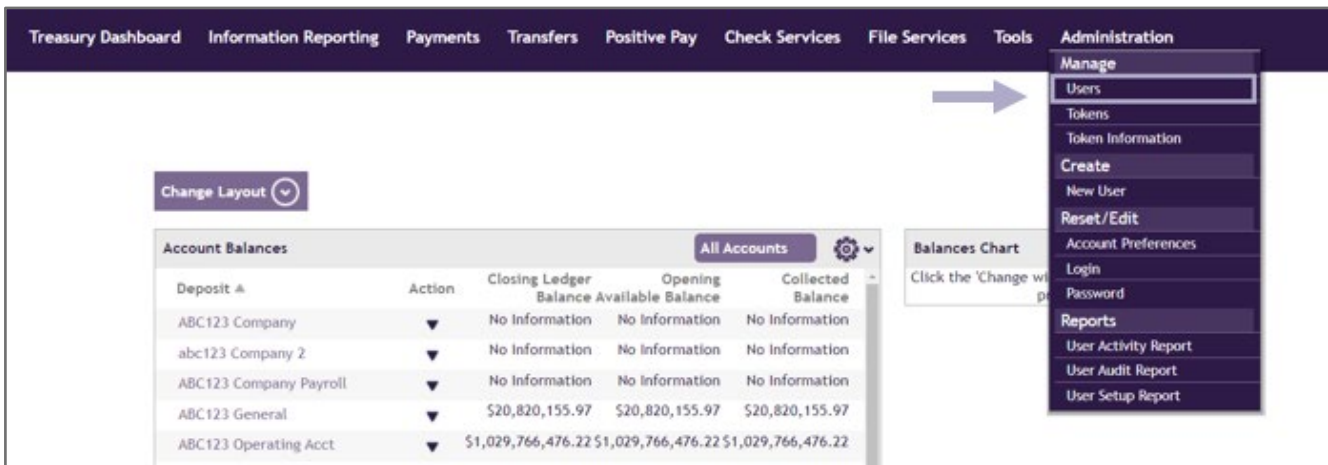 Treasury Dashboard Information Reporting Payments Transfers Positive Pay Check Services File Services Tools Administration
Manage
Users
Tokens
Token Information
Create
New User
Reset/Edit
Account Preferences
Login
Password
Reports
User Activity Report
User Audit Report
User Setup Report
Change Layout
Account Balances All Accounts
Deposit Action Closing Ledger Balance Opening Available Balance Collected Balance
ABC123 Company No Information No Information No Information
abc123 Company 2 No Information No Information No Information
ABC123 Company Payroll No Information No Information No Information
ABC123 General $20,820,155.97 $20,820,155.97 $20,820,155.97
ABC123 Operating Acct $1,029,766,476.22 $1,029,766,476.22 $1,029,766,476.22
Balances Chart
Click the 'Change